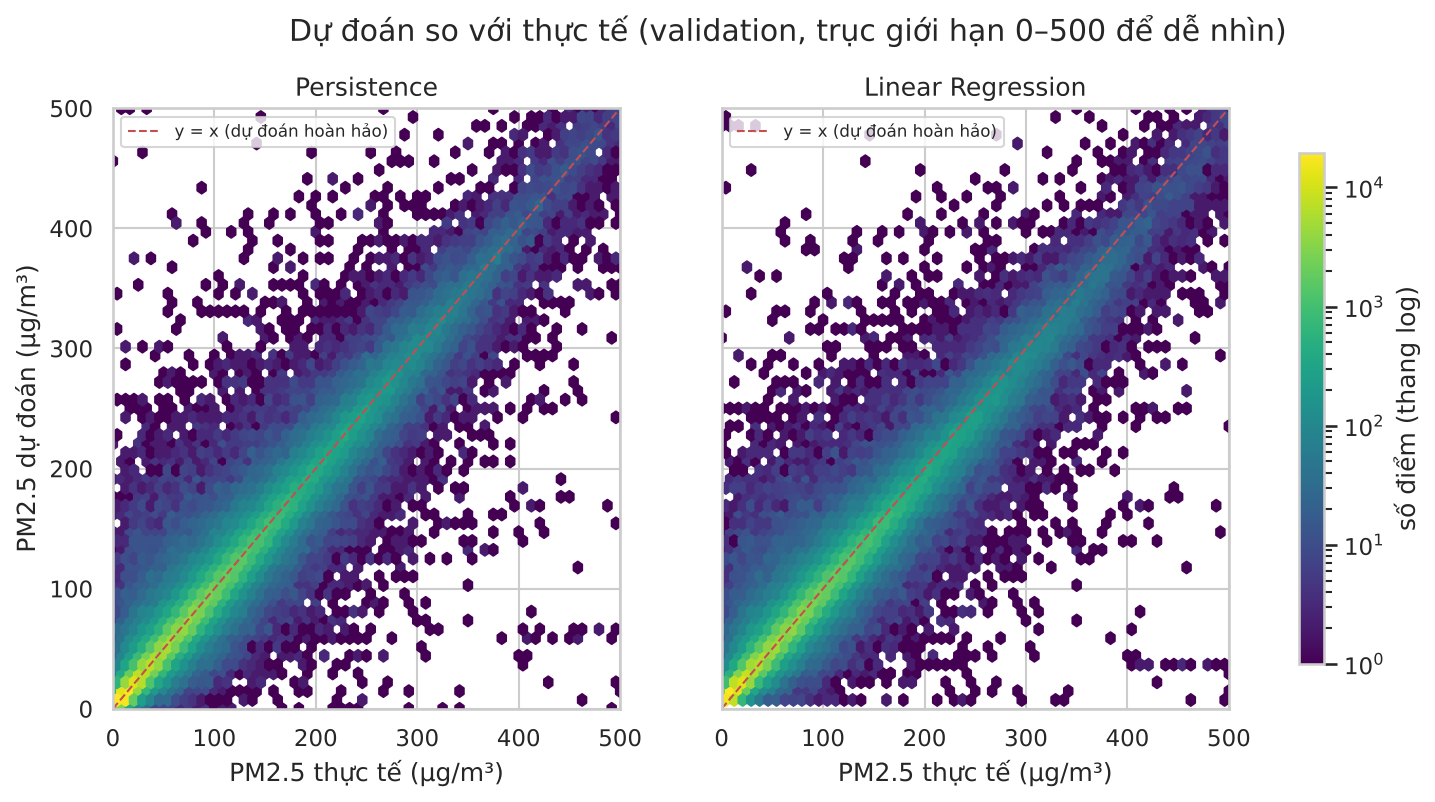 Dự đoán so với thực tế (validation, trục giới hạn 0–500 để dễ nhìn)
Persistence
Linear Regression
y = x (dự đoán hoàn hảo)
y = x (dự đoán hoàn hảo)
500
400
300
200
100
0
PM2.5 dự đoán (µg/m³)
0 100 200 300 400 500
0 100 200 300 400 500
PM2.5 thực tế (µg/m³)
PM2.5 thực tế (µg/m³)
10⁴
10³
10²
10¹
10⁰
số điểm (thang log)